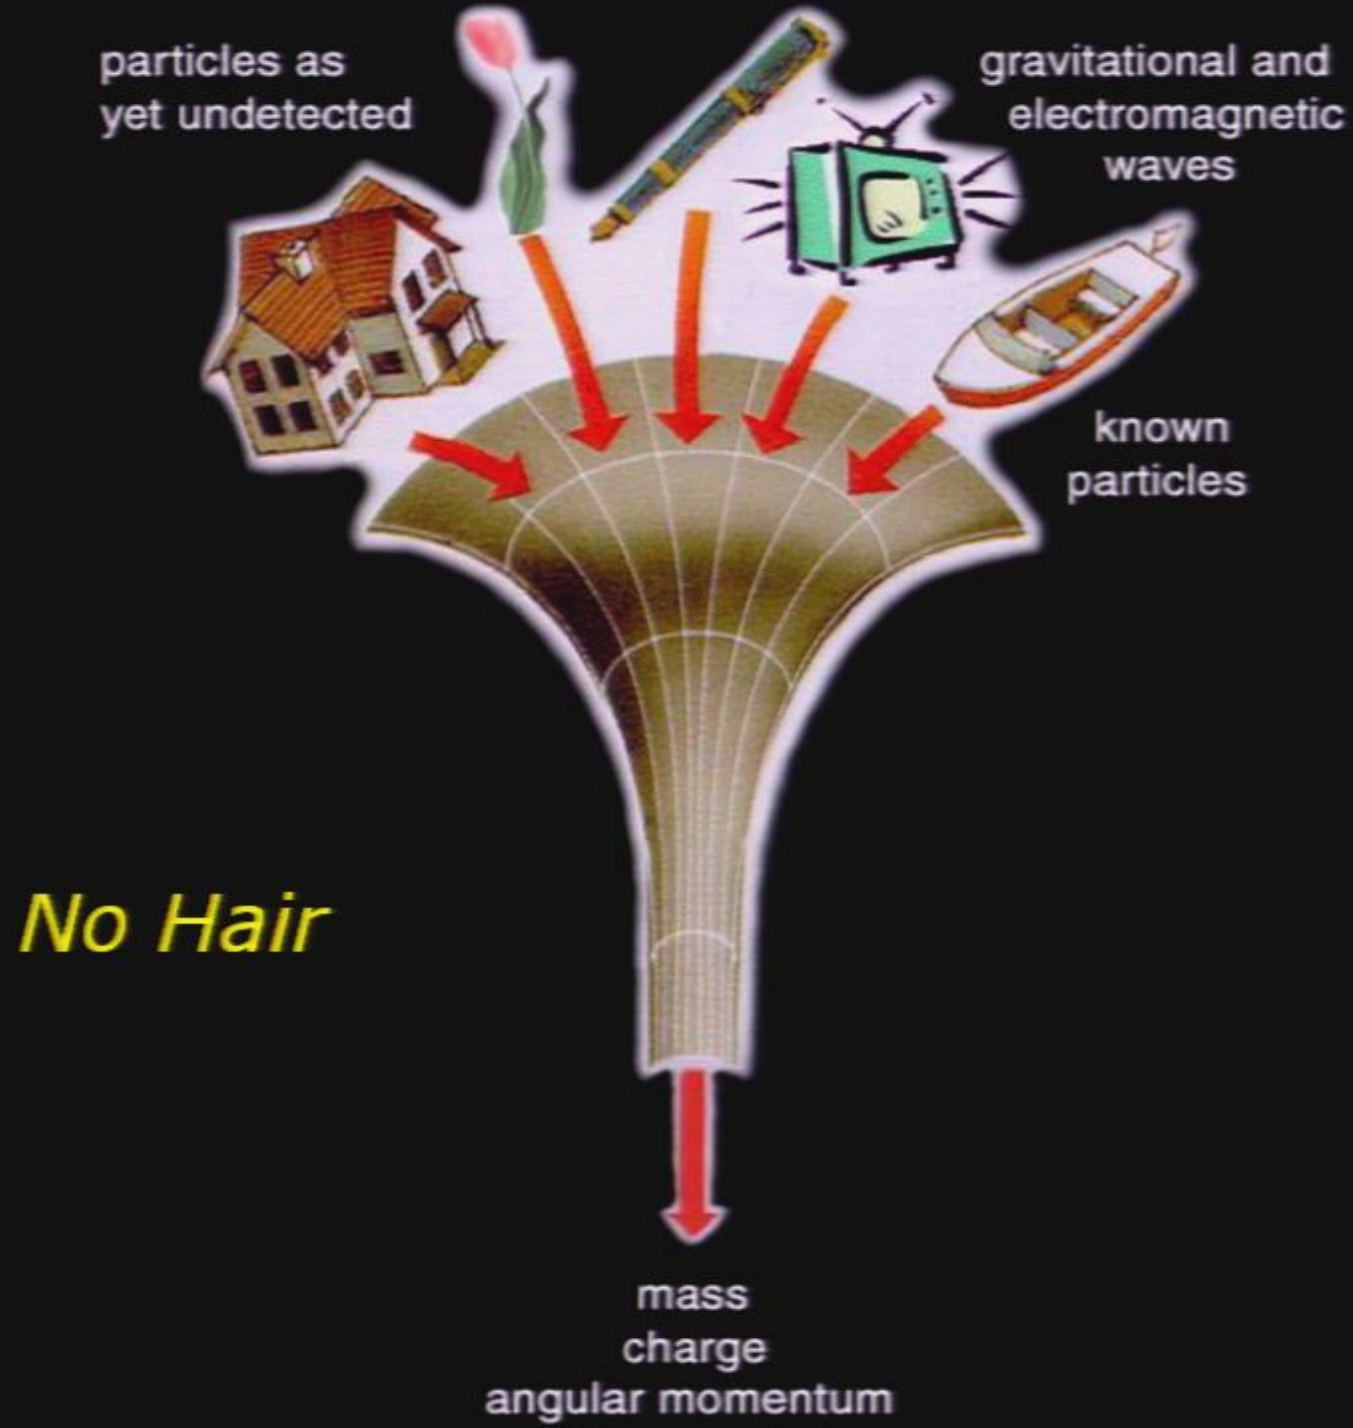 particles as
yet undetected
gravitational and
electromagnetic
waves
known
particles
No Hair
mass
charge
angular momentum